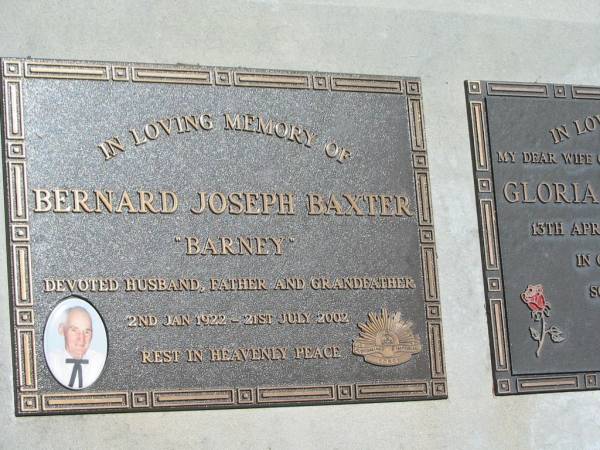 IN LOVING MEMORY OF
BERNARD JOSEPH BAXTER
"BARNEY"
DEVOTED HUSBAND, FATHER AND GRANDFATHER
2ND JAN 1922 - 21ST JULY 2002
REST IN HEAVENLY PEACE
IN
MY DEAR WIFE
GLORIA
13TH
IN